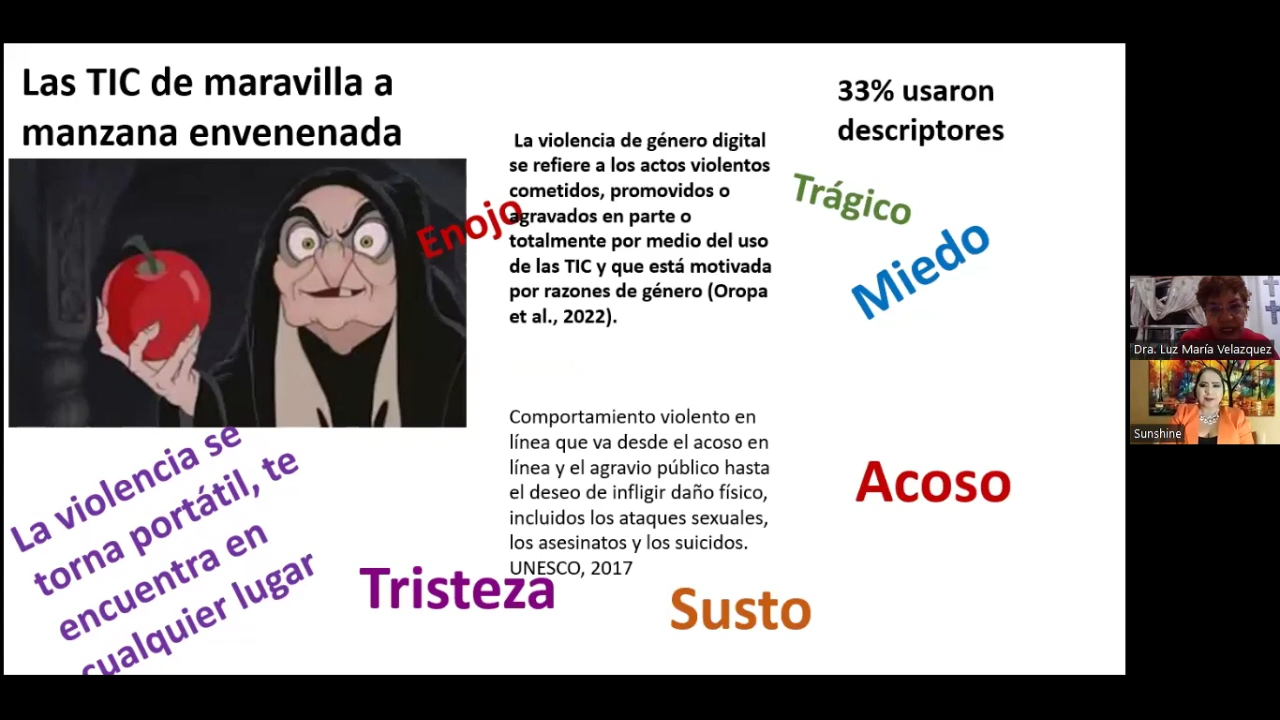 Las TIC de maravilla a
manzana envenenada
Enojo
La violencia de género digital
se refiere a los actos violentos
cometidos, promovidos o
agravados en parte o
totalmente por medio del uso
de las TIC y que está motivada
por razones de género (Oropa
et al., 2022).
33% usaron
descriptores
Trágico
Miedo
Comportamiento violento en
línea que va desde el acoso en
línea y el agravio público hasta
el deseo de infligir daño físico,
incluidos los ataques sexuales,
los asesinatos y los suicidos.
UNESCO, 2017
Acoso
La violencia se
torna portátil, te
encuentra en
cualquier lugar
Tristeza
Susto
Dra. Luz María Velazquez
Sunshine